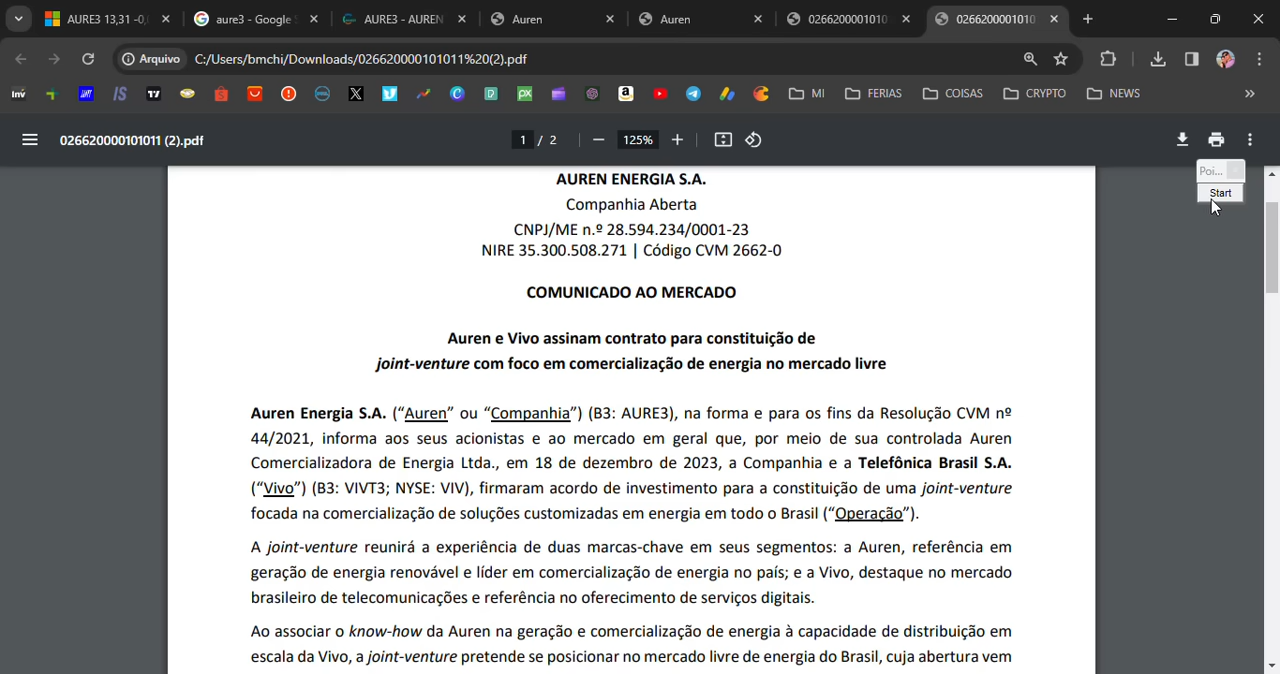 AURE3 13,31 -0,
aure3 - Google
AURE3 - AUREN
Auren
Auren
0266200001010
0266200001010
Arquivo
C:/Users/bmchi/Downloads/026620000101011%20(2).pdf
Inv
MI
FERIAS
COISAS
CRYPTO
NEWS
026620000101011 (2).pdf
1 / 2
125%
Poi...
Start
AUREN ENERGIA S.A.
Companhia Aberta
CNPJ/ME n.º 28.594.234/0001-23
NIRE 35.300.508.271 | Código CVM 2662-0
COMUNICADO AO MERCADO
Auren e Vivo assinam contrato para constituição de
joint-venture com foco em comercialização de energia no mercado livre
Auren Energia S.A. (“Auren” ou “Companhia”) (B3: AURE3), na forma e para os fins da Resolução CVM nº
44/2021, informa aos seus acionistas e ao mercado em geral que, por meio de sua controlada Auren
Comercializadora de Energia Ltda., em 18 de dezembro de 2023, a Companhia e a Telefônica Brasil S.A.
(“Vivo”) (B3: VIVT3; NYSE: VIV), firmaram acordo de investimento para a constituição de uma joint-venture
focada na comercialização de soluções customizadas em energia em todo o Brasil (“Operação”).
A joint-venture reunirá a experiência de duas marcas-chave em seus segmentos: a Auren, referência em
geração de energia renovável e líder em comercialização de energia no país; e a Vivo, destaque no mercado
brasileiro de telecomunicações e referência no oferecimento de serviços digitais.
Ao associar o know-how da Auren na geração e comercialização de energia à capacidade de distribuição em
escala da Vivo, a joint-venture pretende se posicionar no mercado livre de energia do Brasil, cuja abertura vem